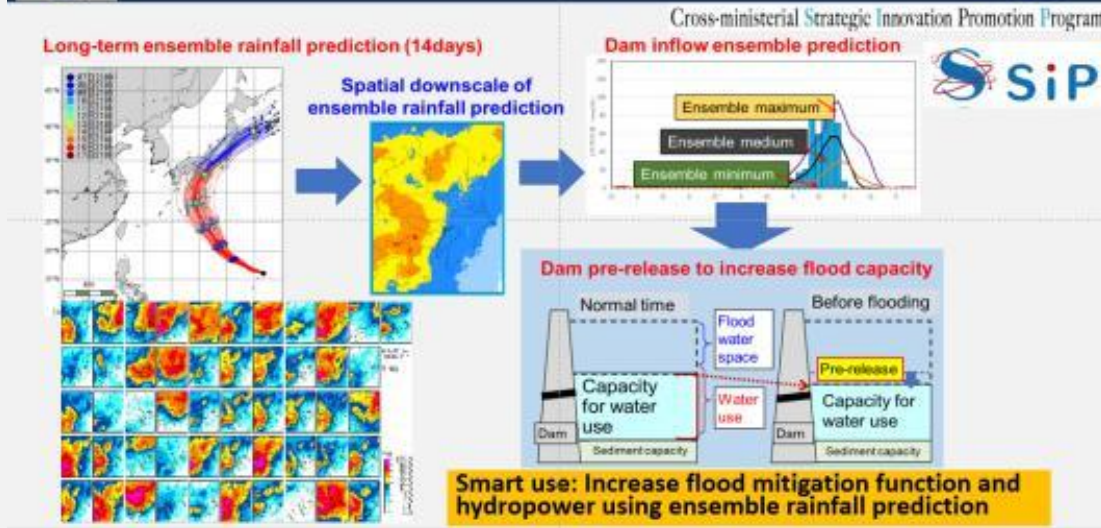 Cross-ministerial Strategic Innovation Promotion Program
Long-term ensemble rainfall prediction (14days)
Spatial downscale of
ensemble rainfall prediction
Dam inflow ensemble prediction
SiP
Ensemble maximum
Ensemble medium
Ensemble minimum
Dam pre-release to increase flood capacity
Normal time
Before flooding
Flood
water
space
Pre-release
Capacity
for water
use
Water
use
Capacity for
water use
Dam
Dam
Sediment capacity
Sediment capacity
Smart use: Increase flood mitigation function and
hydropower using ensemble rainfall prediction